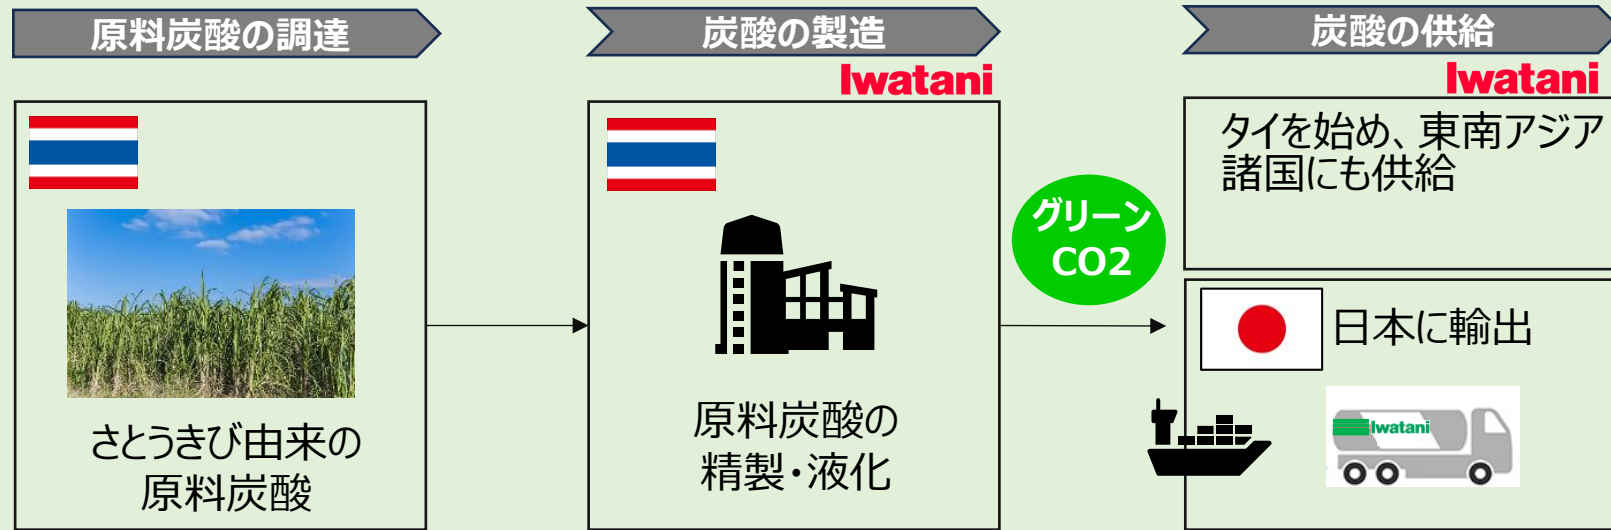 原料炭酸の調達
炭酸の製造
炭酸の供給
Iwatani
Iwatani
さとうきび由来の
原料炭酸
原料炭酸の
精製・液化
グリーン
CO2
タイを始め、東南アジア
諸国にも供給
日本に輸出
Iwatani